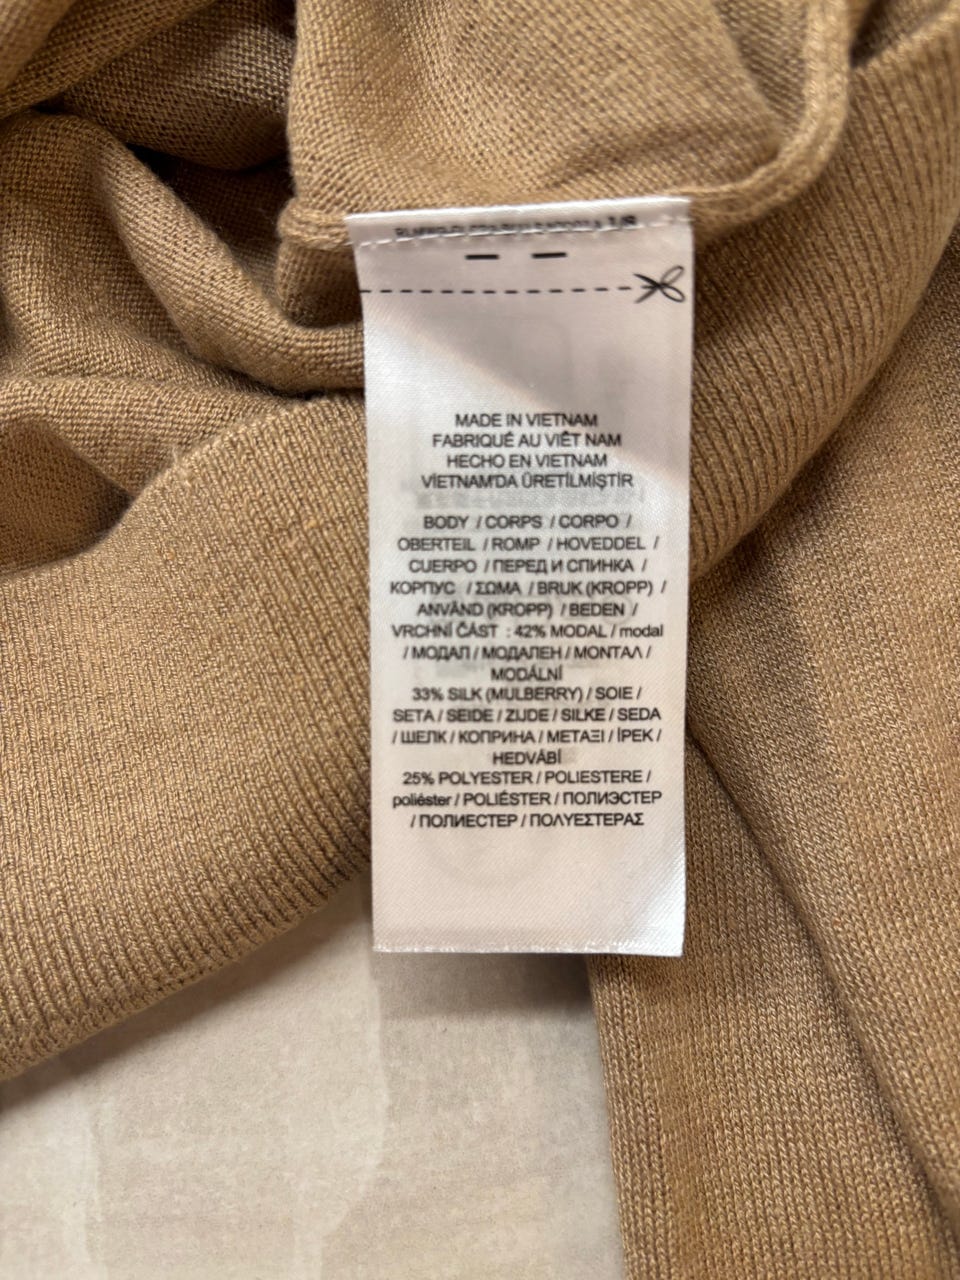 MADE IN VIETNAM
FABRIQUÉ AU VIÊT NAM
HECHO EN VIETNAM
VİETNAM'DA ÜRETİLMİŞTİR
BODY / CORPS / CORPO /
OBERTEIL / ROMP / HOVEDDEL /
CUERPO / ПЕРЕД И СПИНКА /
КОРПУС / ΣΩΜΑ / BRUK (KROPP) /
ANVÄND (KROPP) / BEDEN /
VRCHNÍ ČÁST : 42% MODAL / modal
/ МОДАЛ / МОДАЛЕН / ΜΟΝΤΑΛ /
MODÁLNÍ
33% SILK (MULBERRY) / SOIE /
SETA / SEIDE / ZIJDE / SILKE / SEDA
/ ШЕЛК / КОПРИНА / ΜΕΤΑΞΙ / İPEK /
HEDVÁBÍ
25% POLYESTER / POLIESTERE /
poliéster / POLIÉSTER / ПОЛИЭСТЕР
/ ПОЛИЕСТЕР / ΠΟΛΥΕΣΤΕΡΑΣ